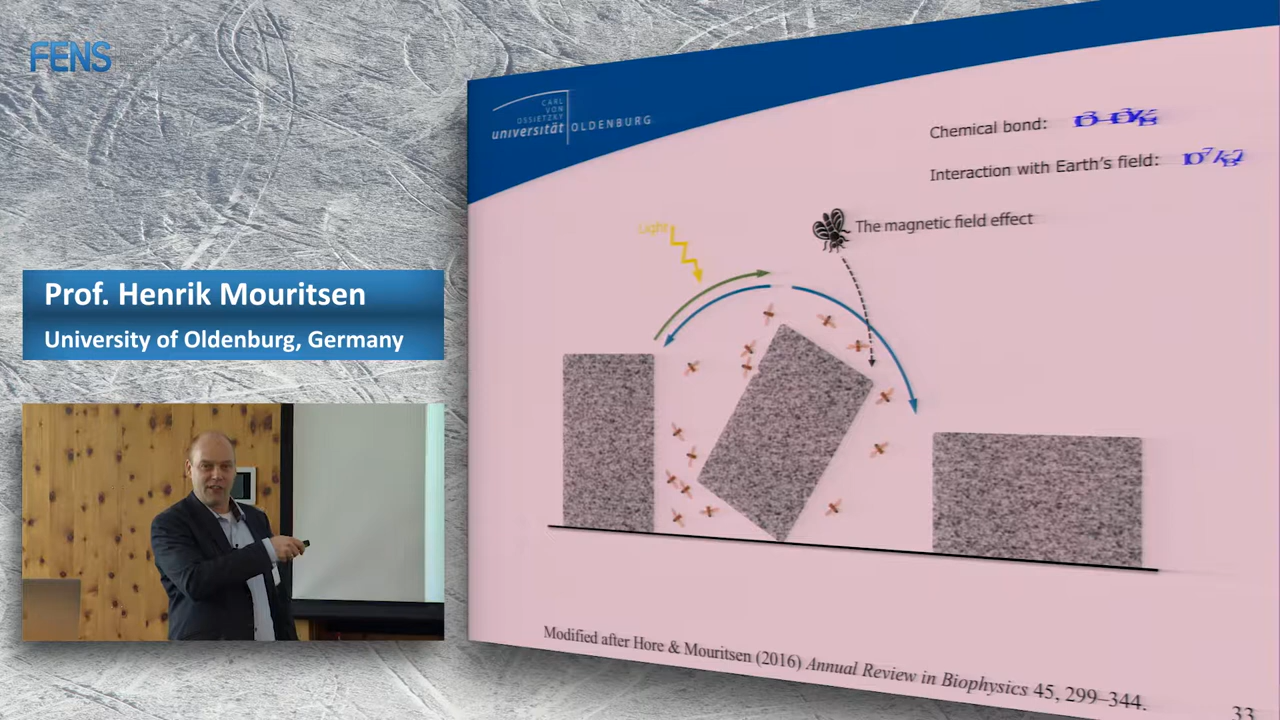 FENS
CARL
VON
OSSIETZKY
universität OLDENBURG
Chemical bond:
Interaction with Earth's field:
Light
The magnetic field effect
Prof. Henrik Mouritsen
University of Oldenburg, Germany
Modified after Hore & Mouritsen (2016) Annual Review in Biophysics 45, 299–344.
33